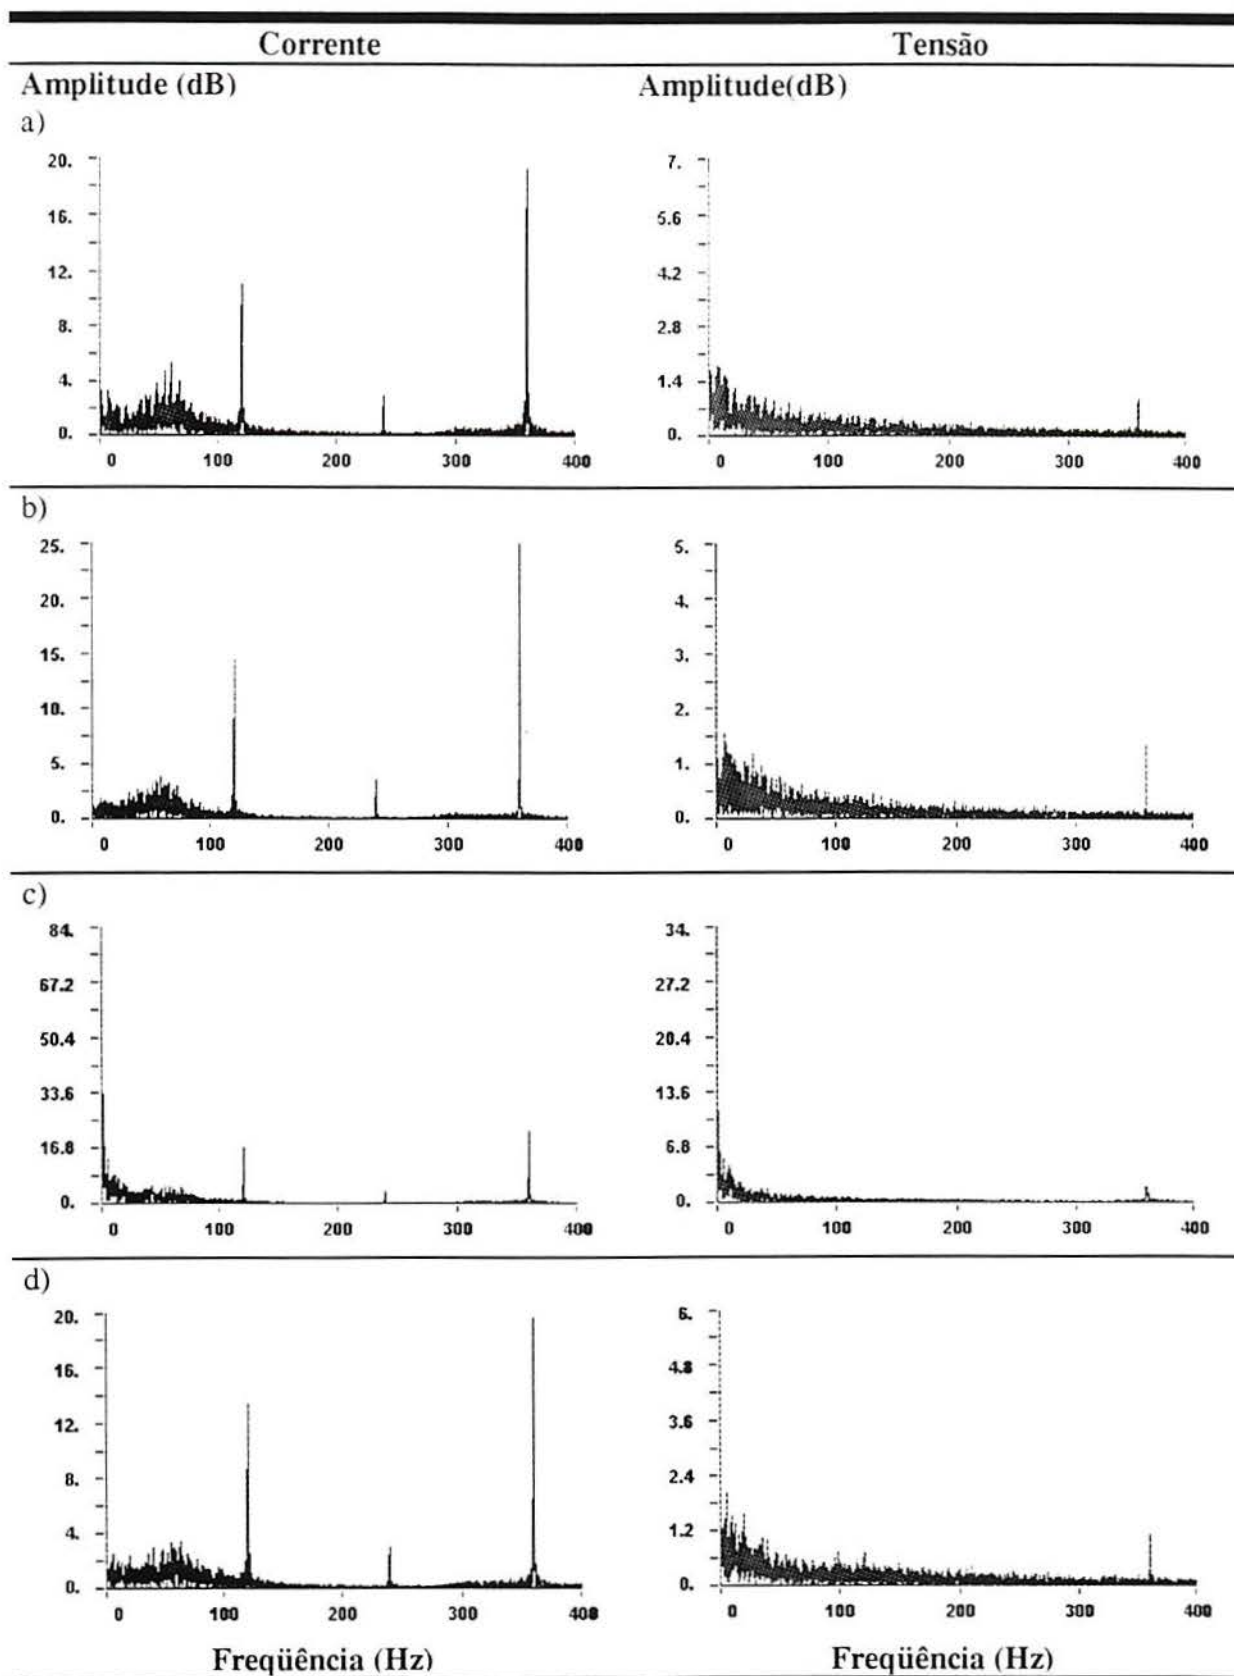 Corrente Tensão
Amplitude (dB) Amplitude(dB)
a)
20. 7.
16. 5.6
12. 4.2
8. 2.8
4. 1.4
0. 0.
0 100 200 300 400 0 100 200 300 400
b)
25. 5.
20. 4.
15. 3.
10. 2.
5. 1.
0. 0.
0 100 200 300 400 0 100 200 300 400
c)
84. 34.
67.2 27.2
50.4 20.4
33.6 13.6
16.8 6.8
0. 0.
0 100 200 300 400 0 100 200 300 400
d)
20. 6.
16. 4.8
12. 3.6
8. 2.4
4. 1.2
0. 0.
0 100 200 300 400 0 100 200 300 400
Freqüência (Hz) Freqüência (Hz)